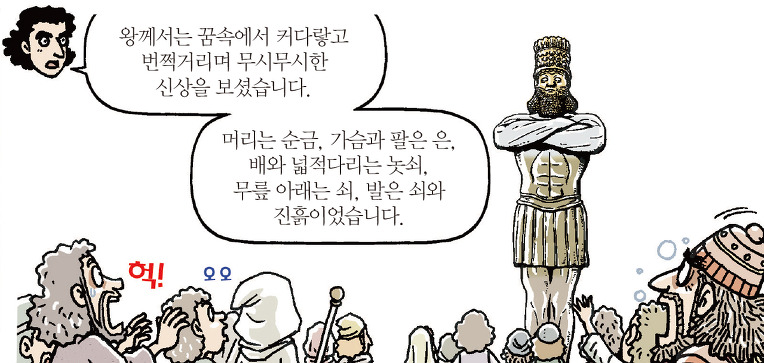 왕께서는 꿈속에서 커다랗고
번쩍거리며 무시무시한
신상을 보셨습니다.
머리는 순금, 가슴과 팔은 은,
배와 넓적다리는 놋쇠,
무릎 아래는 쇠, 발은 쇠와
진흙이었습니다.
헉!
오오